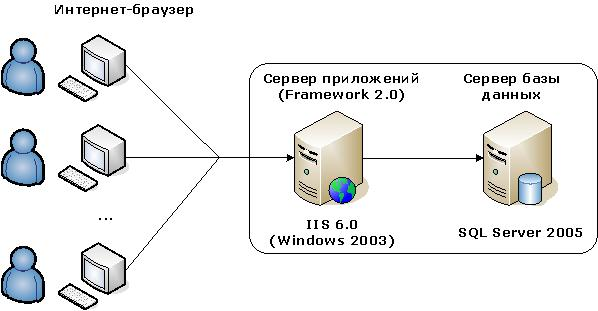 Интернет-браузер
Сервер приложений
(Framework 2.0)
Сервер базы
данных
...
IIS 6.0
(Windows 2003)
SQL Server 2005